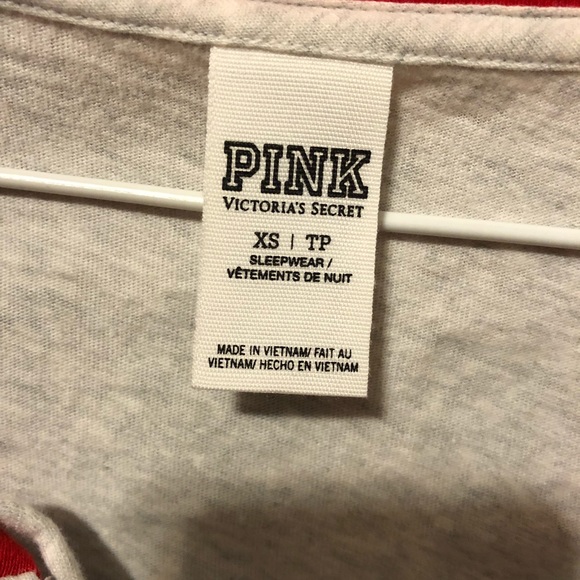 PINK
VICTORIA'S SECRET
XS | TP
SLEEPWEAR /
VÊTEMENTS DE NUIT
MADE IN VIETNAM/ FAIT AU
VIETNAM/ HECHO EN VIETNAM